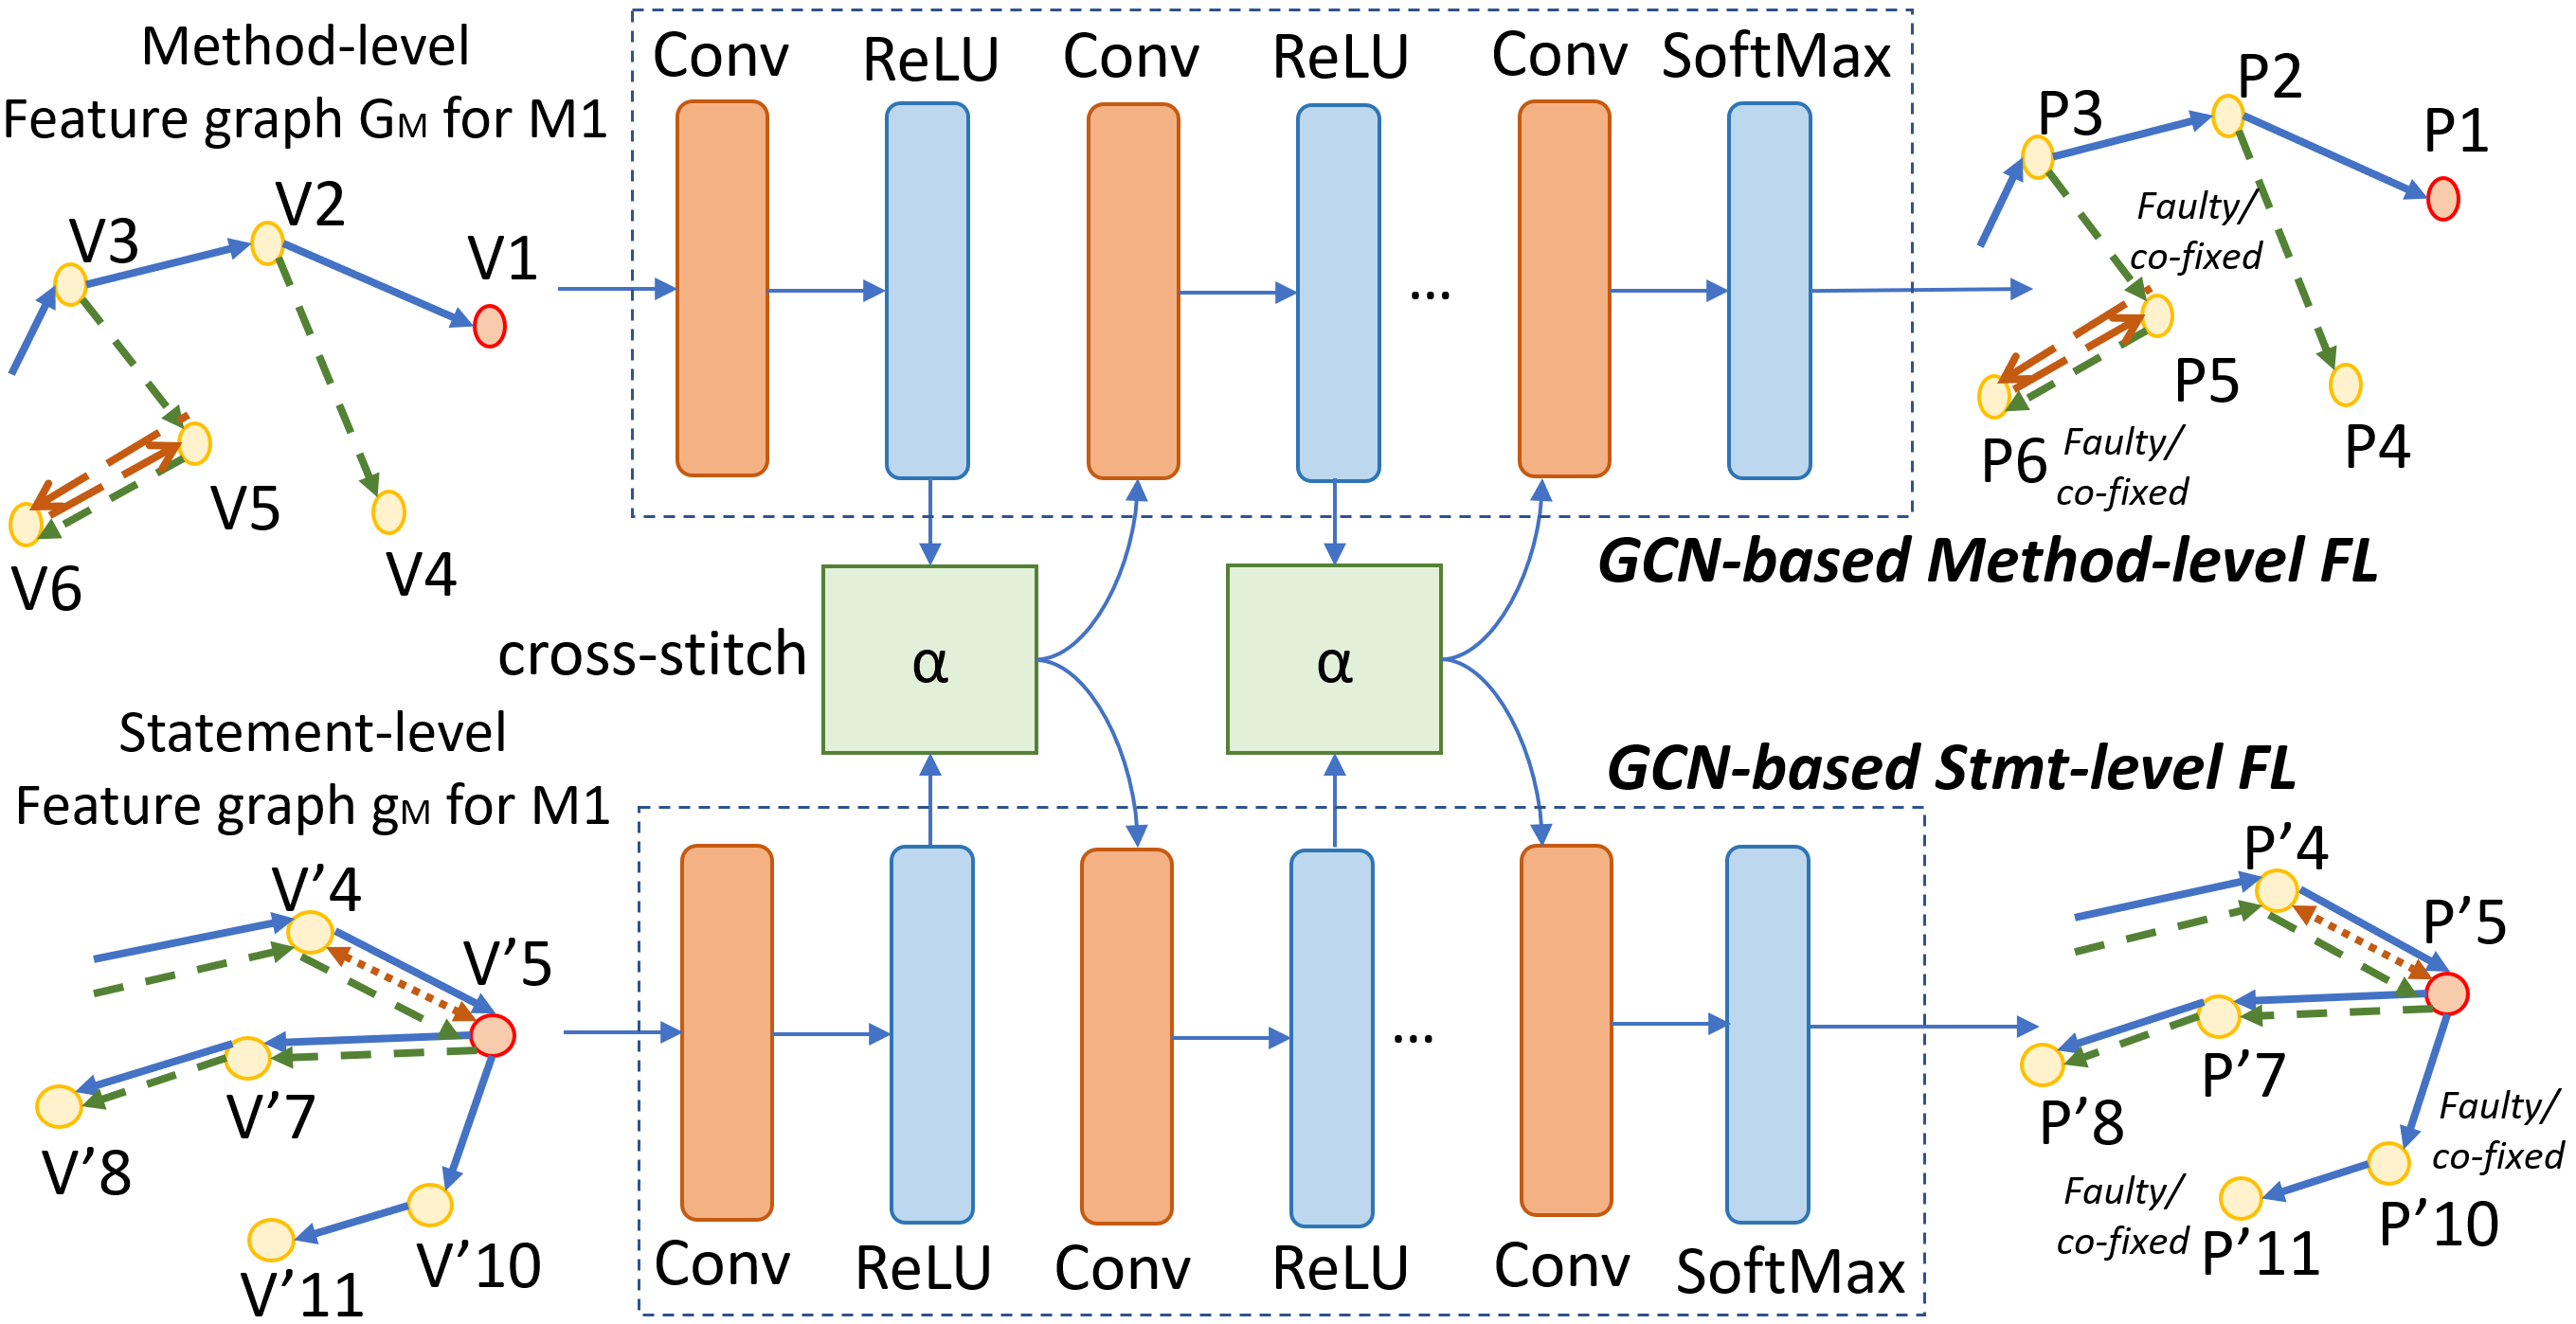 Method-level
Feature graph GM for M1
V3
V2
V1
V5
V6
V4
Conv
ReLU
Conv
ReLU
Conv
SoftMax
...
P3
P2
P1
Faulty/
co-fixed
P5
P6
Faulty/
co-fixed
P4
GCN-based Method-level FL
cross-stitch
α
α
GCN-based Stmt-level FL
Statement-level
Feature graph gM for M1
V’4
V’5
V’7
V’8
V’10
V’11
...
Conv
ReLU
Conv
ReLU
Conv
SoftMax
P’4
P’5
P’7
P’8
Faulty/
co-fixed
Faulty/
co-fixed
P’10
P’11